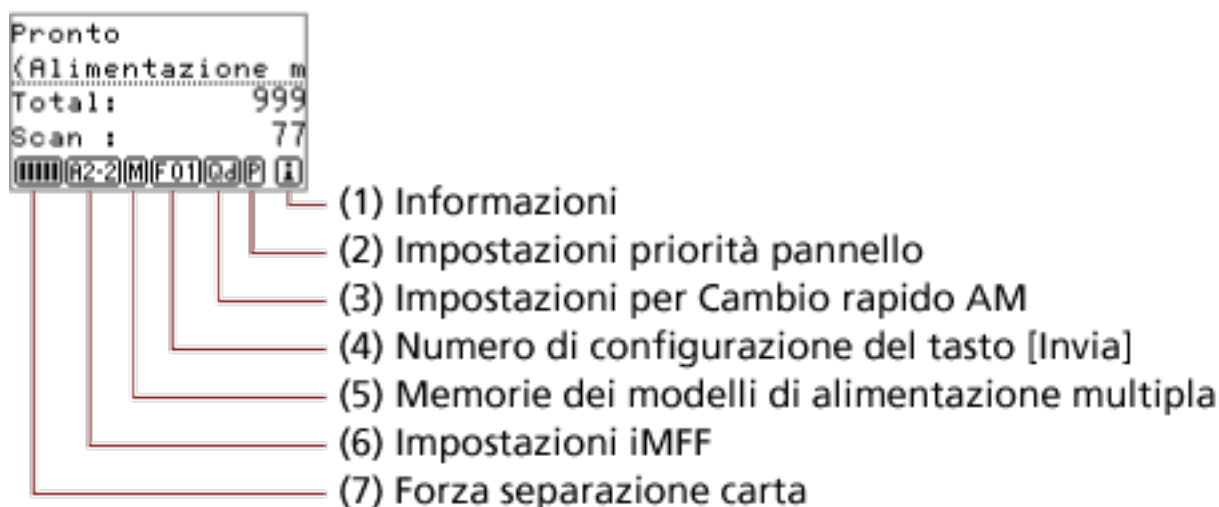 Pronto
(Alimentazione m
Total: 999
Scan : 77
A2-2 M F 01 Qd P i
(1) Informazioni
(2) Impostazioni priorità pannello
(3) Impostazioni per Cambio rapido AM
(4) Numero di configurazione del tasto [Invia]
(5) Memorie dei modelli di alimentazione multipla
(6) Impostazioni iMFF
(7) Forza separazione carta